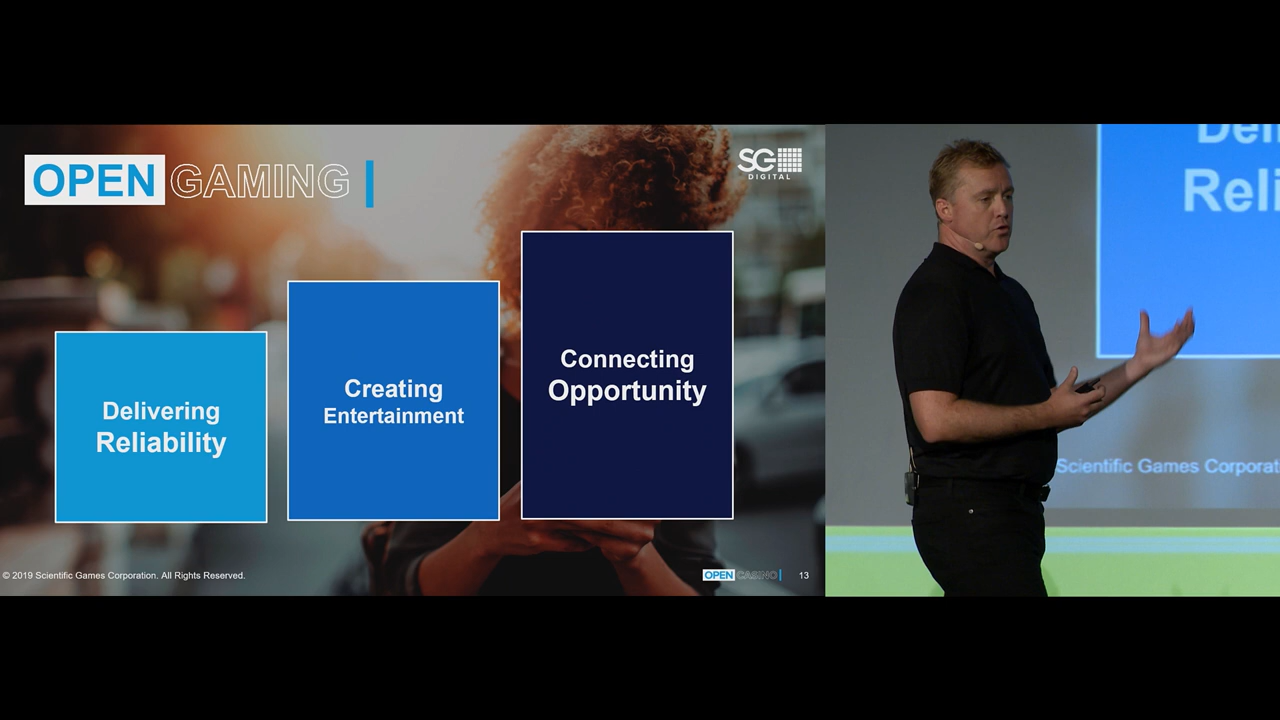 OPEN GAMING
SG
DIGITAL
Delivering
Reliability
Creating
Entertainment
Connecting
Opportunity
© 2019 Scientific Games Corporation. All Rights Reserved.
OPEN CASINO
13
Reli
Scientific Games Corporat